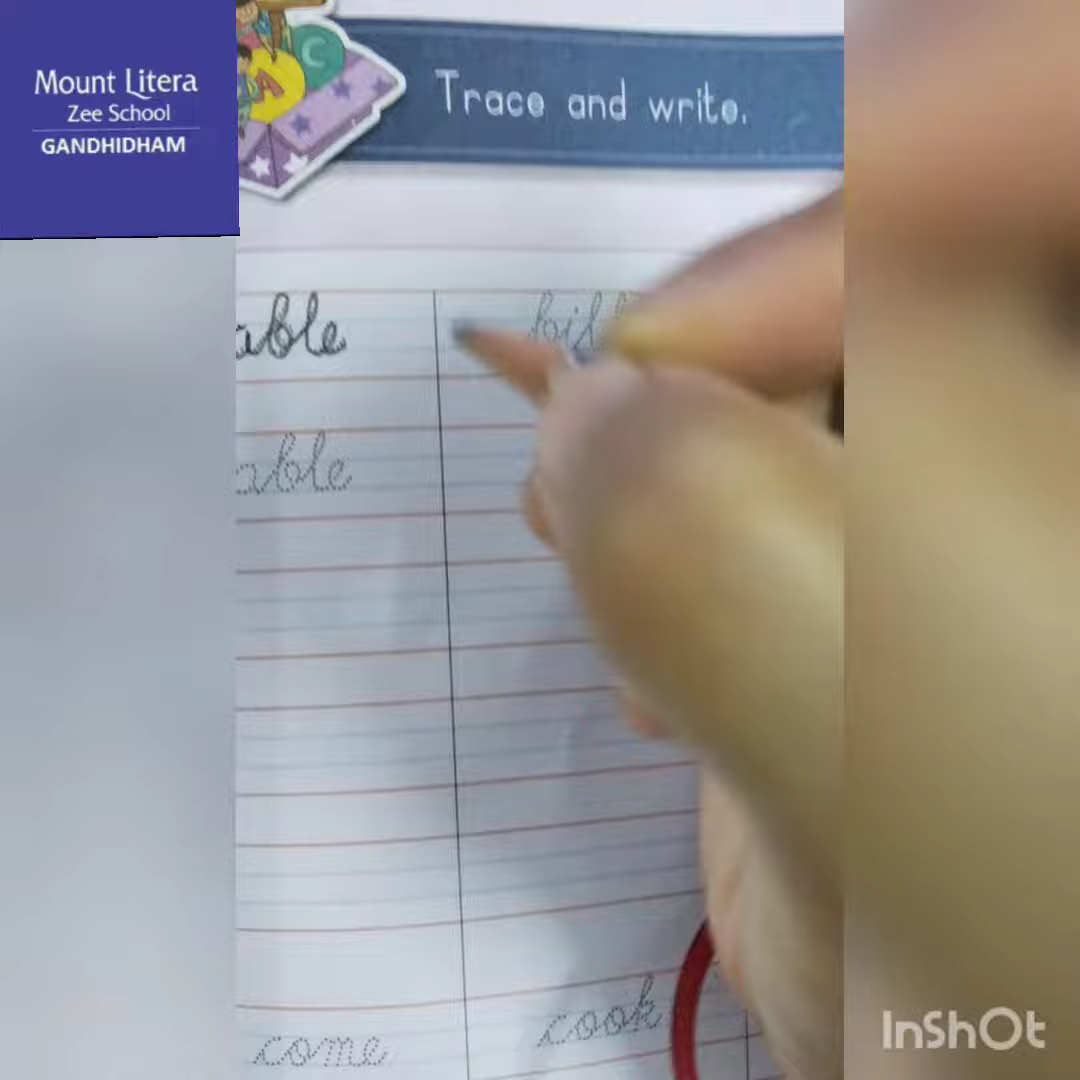 Mount Litera
Zee School
GANDHIDHAM
Trace and write.
able
able
come
cook
InShOt